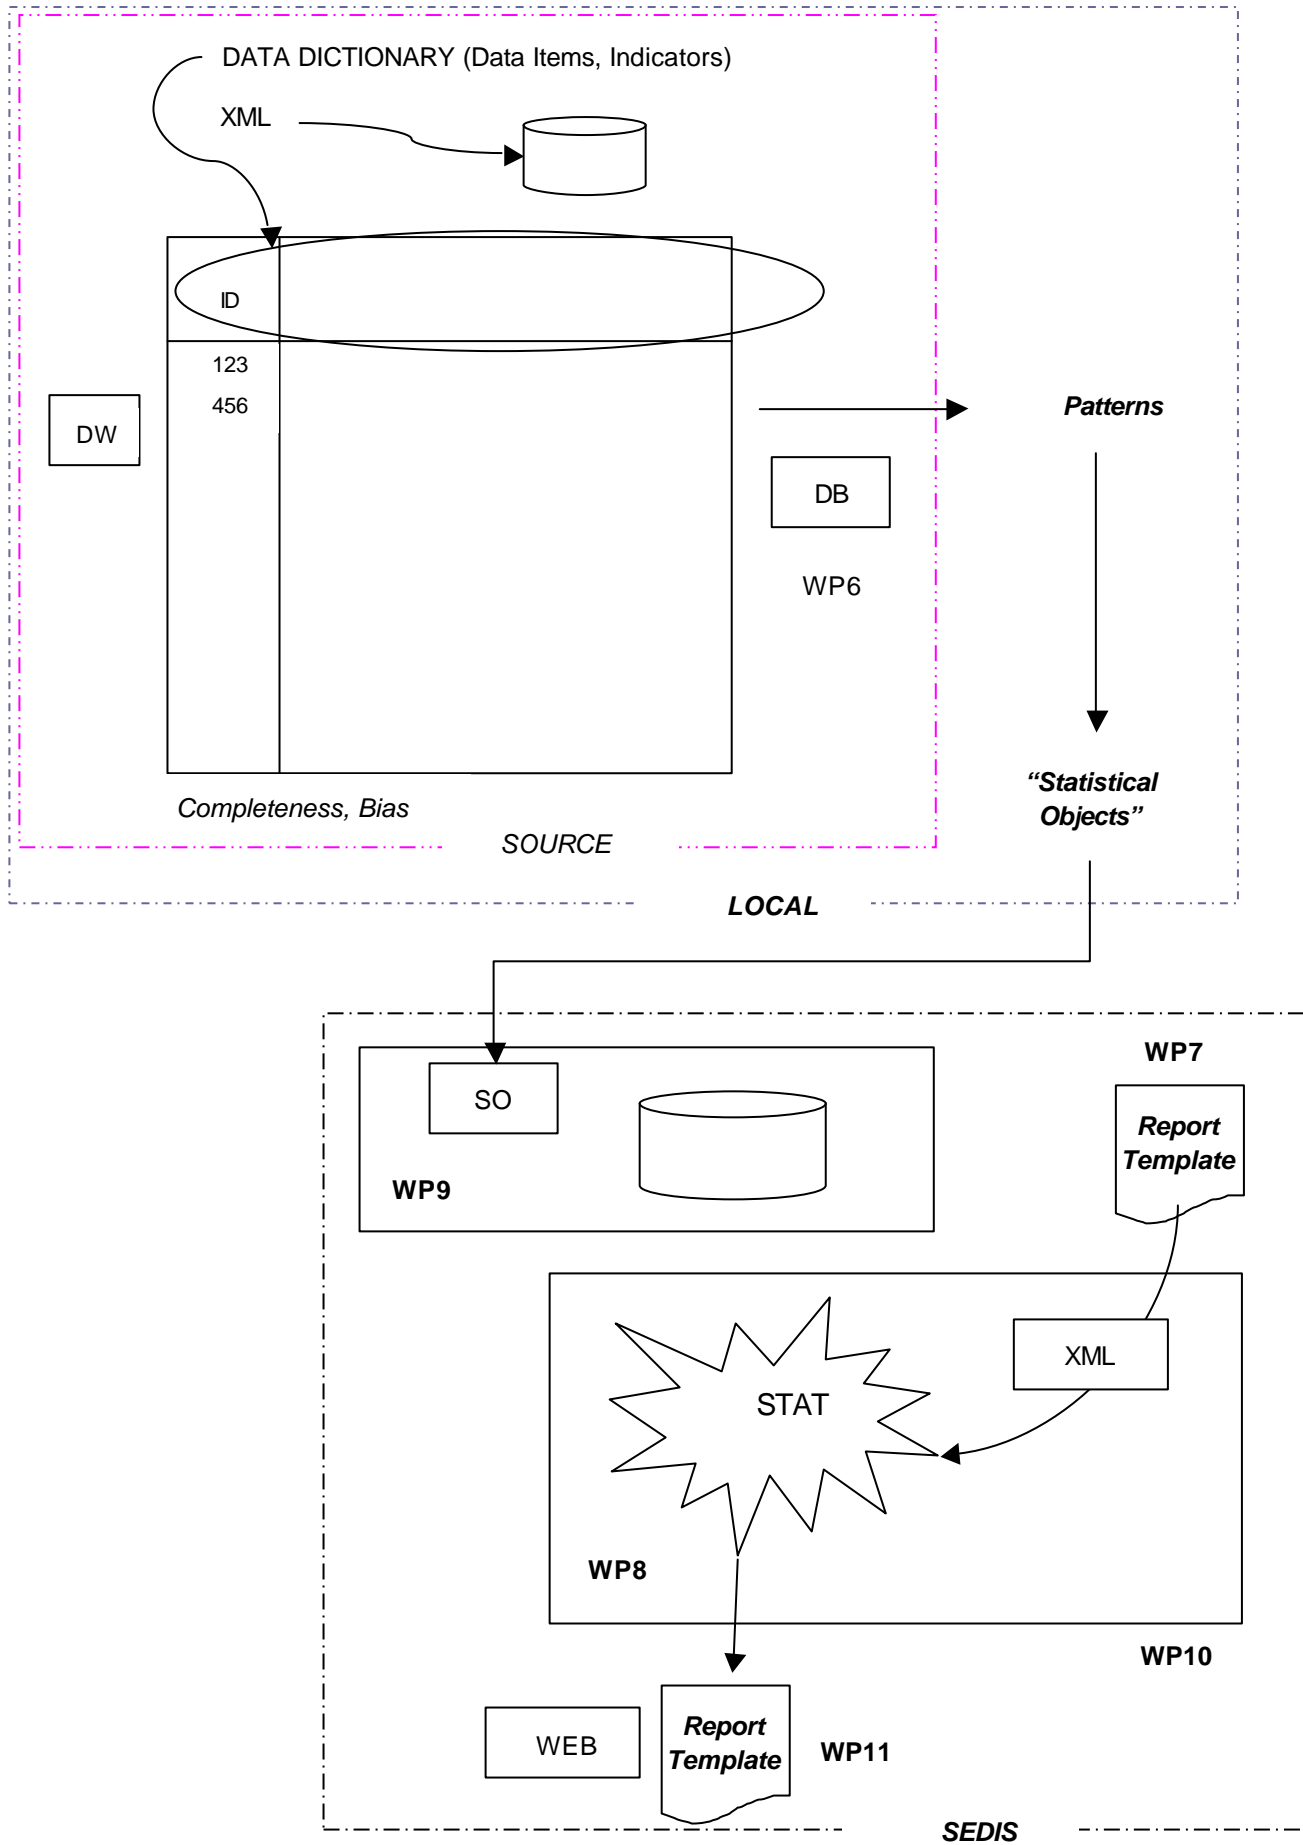 DATA DICTIONARY (Data Items, Indicators)
XML
ID
123
456
DW
Patterns
DB
WP6
“Statistical
Objects”
Completeness, Bias
SOURCE
LOCAL
WP7
SO
Report
Template
WP9
XML
STAT
WP8
WP10
WEB
Report
Template
WP11
SEDIS